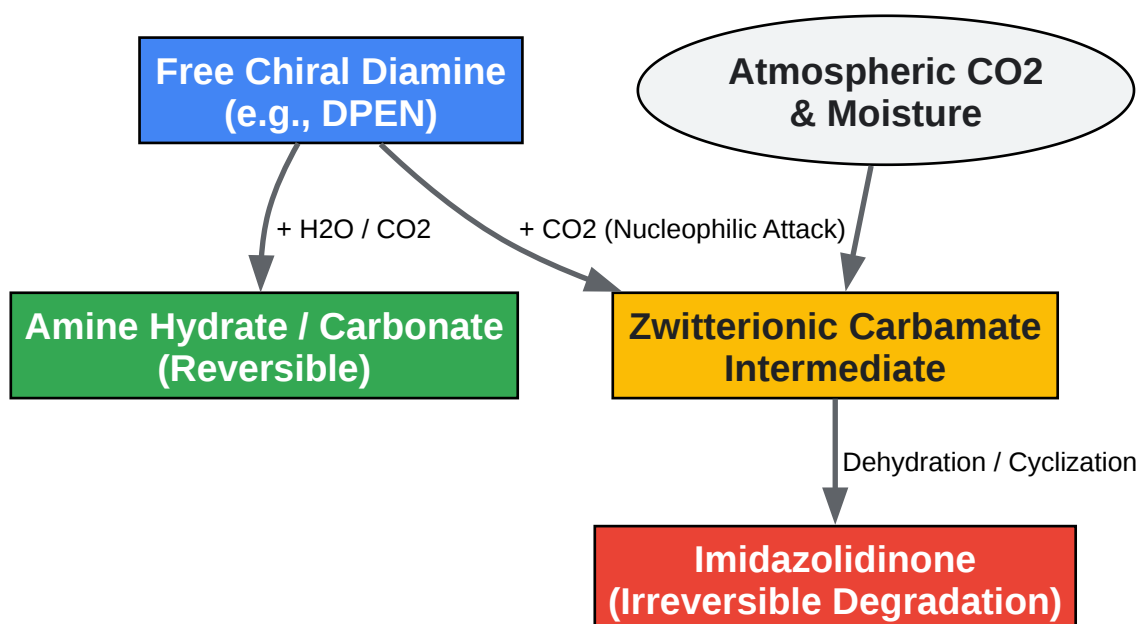 Free Chiral Diamine
(e.g., DPEN)
Atmospheric CO2
& Moisture
+ H2O / CO2
+ CO2 (Nucleophilic Attack)
Amine Hydrate / Carbonate
(Reversible)
Zwitterionic Carbamate
Intermediate
Dehydration / Cyclization
Imidazolidinone
(Irreversible Degradation)